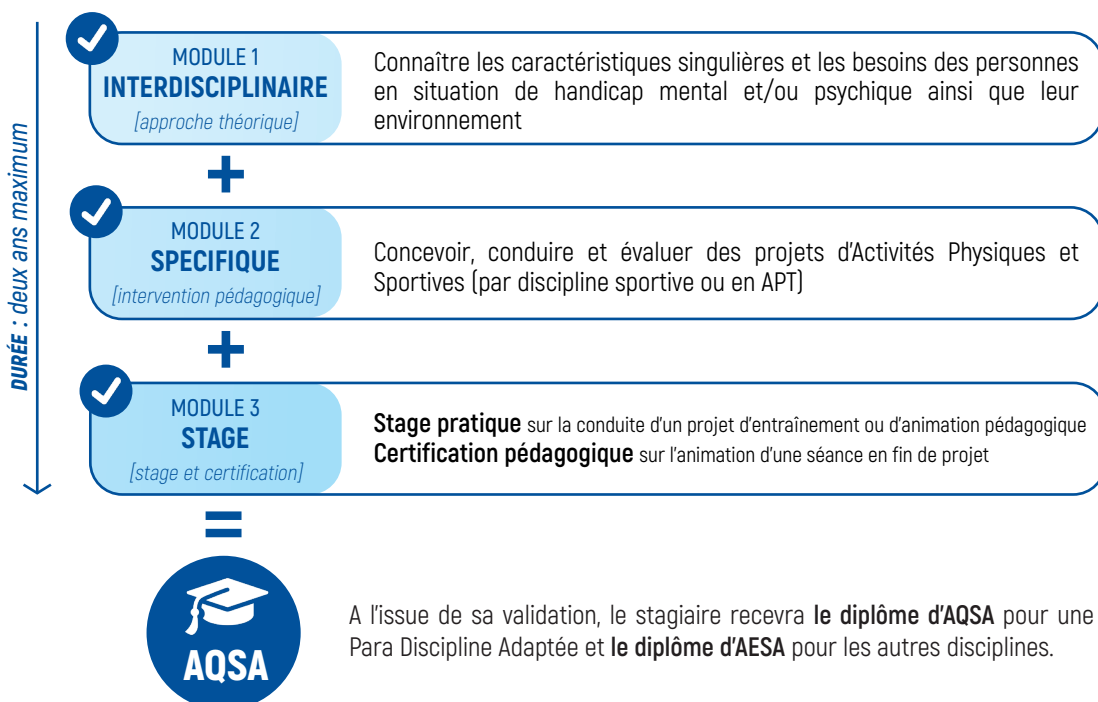 DURÉE : deux ans maximum
MODULE 1
INTERDISCIPLINAIRE
[approche théorique]
Connaître les caractéristiques singulières et les besoins des personnes
en situation de handicap mental et/ou psychique ainsi que leur
environnement
+
MODULE 2
SPECIFIQUE
[intervention pédagogique]
Concevoir, conduire et évaluer des projets d'Activités Physiques et
Sportives (par discipline sportive ou en APT)
+
MODULE 3
STAGE
[stage et certification]
Stage pratique sur la conduite d'un projet d'entraînement ou d'animation pédagogique
Certification pédagogique sur l'animation d'une séance en fin de projet
=
AQSA
A l'issue de sa validation, le stagiaire recevra le diplôme d'AQSA pour une
Para Discipline Adaptée et le diplôme d'AESA pour les autres disciplines.